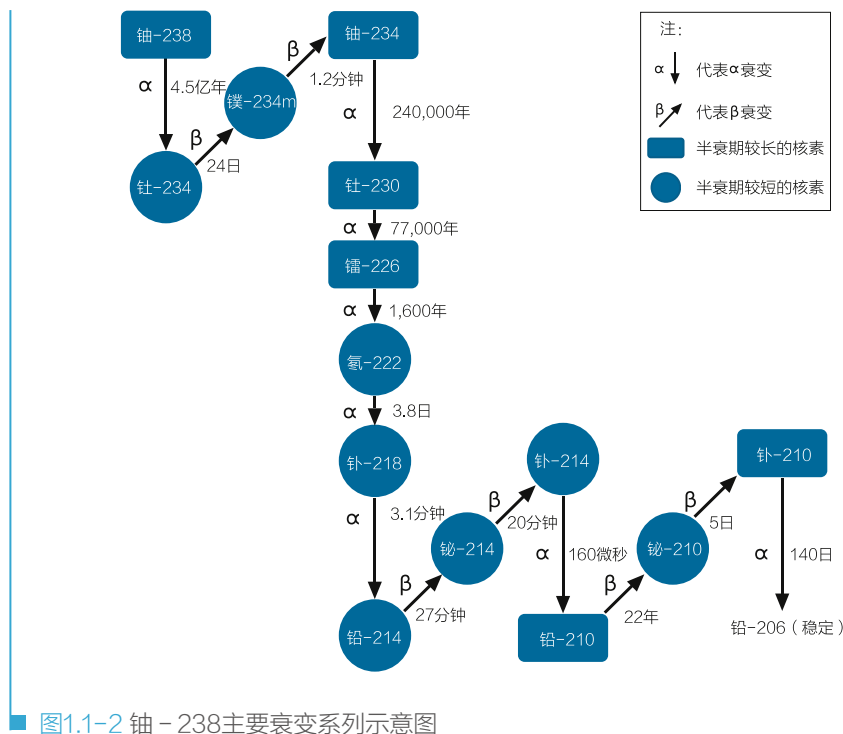 铀-238
α
4.5亿年
钍-234
β
24日
镤-234m
β
1.2分钟
铀-234
α
240,000年
钍-230
α
77,000年
镭-226
α
1,600年
氡-222
α
3.8日
钋-218
α
3.1分钟
铅-214
β
27分钟
铋-214
β
20分钟
钋-214
α
160微秒
铅-210
β
22年
铋-210
β
5日
钋-210
α
140日
铅-206（稳定）
注：
α 代表α衰变
β 代表β衰变
半衰期较长的核素
半衰期较短的核素
图1.1-2 铀-238主要衰变系列示意图